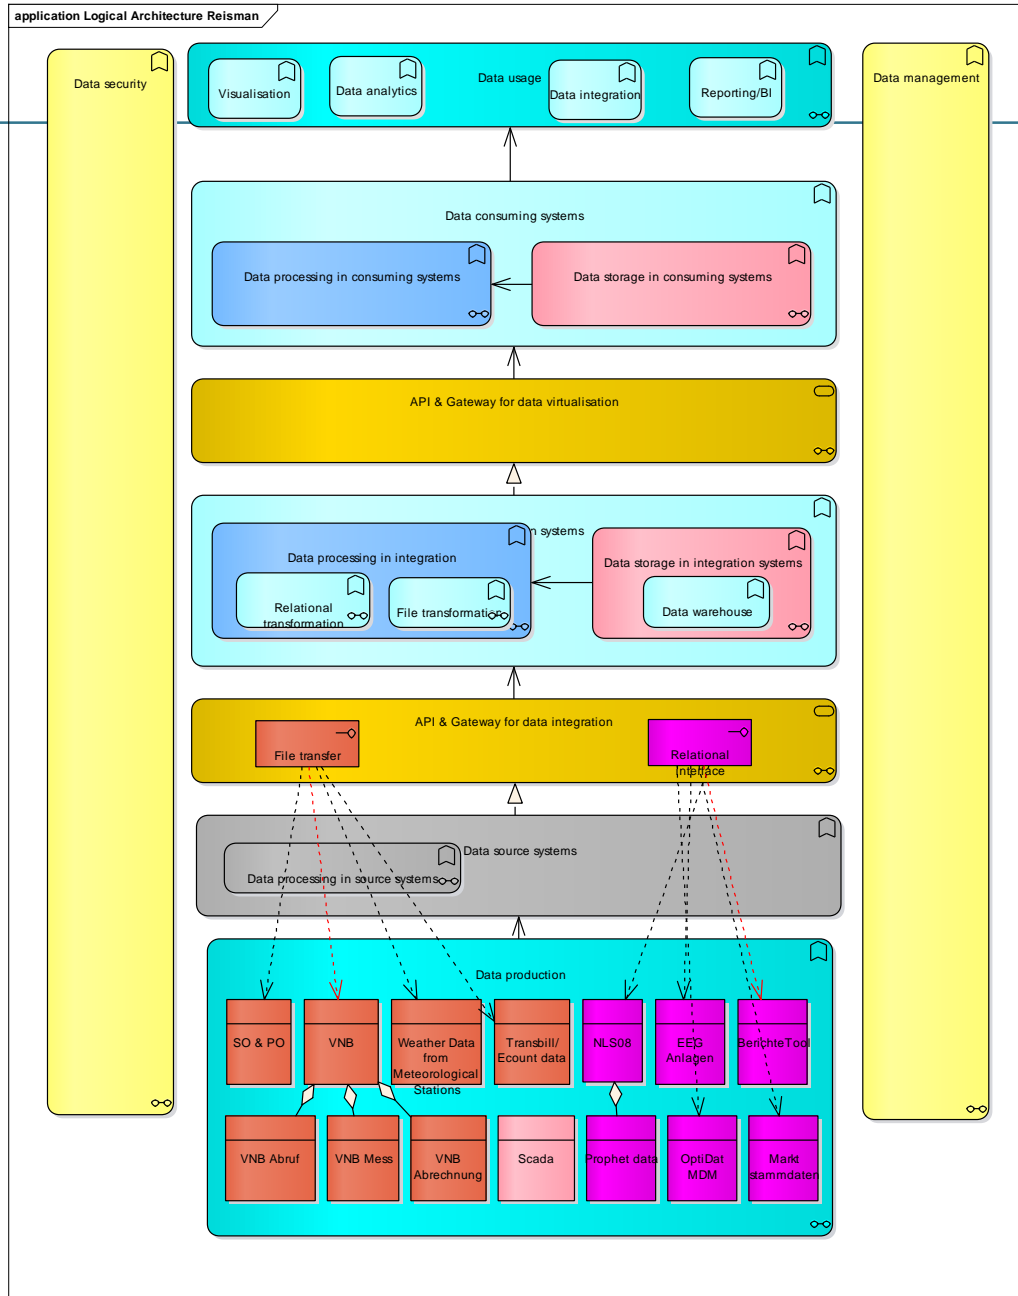 application Logical Architecture Reisman
Data security
Data usage
Visualisation
Data analytics
Data integration
Reporting/BI
Data management
Data consuming systems
Data processing in consuming systems
Data storage in consuming systems
API & Gateway for data virtualisation
systems
Data processing in integration
Relational
transformation
File transformation
Data storage in integration systems
Data warehouse
API & Gateway for data integration
File transfer
Relational
Interface
Data source systems
Data processing in source systems
Data production
SO & PO
VNB
Weather Data
from
Meteorological
Stations
Transbill/
Ecount data
NLS08
EEG
Anlagen
BerichteTool
VNB Abruf
VNB Mess
VNB
Abrechnung
Scada
Prophet data
OptiDat
MDM
Markt
stammdaten